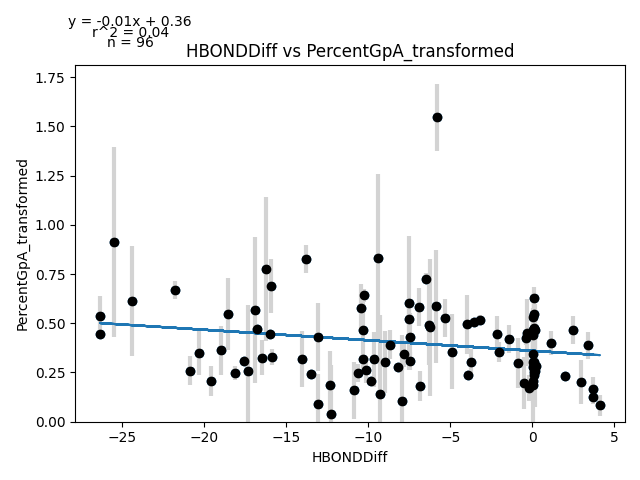 y = -0.01x + 0.36
r^2 = 0.04
n = 96
HBONDDiff vs PercentGpA_transformed
PercentGpA_transformed
1.75
1.50
1.25
1.00
0.75
0.50
0.25
0.00
−25
−20
−15
−10
−5
0
5
HBONDDiff